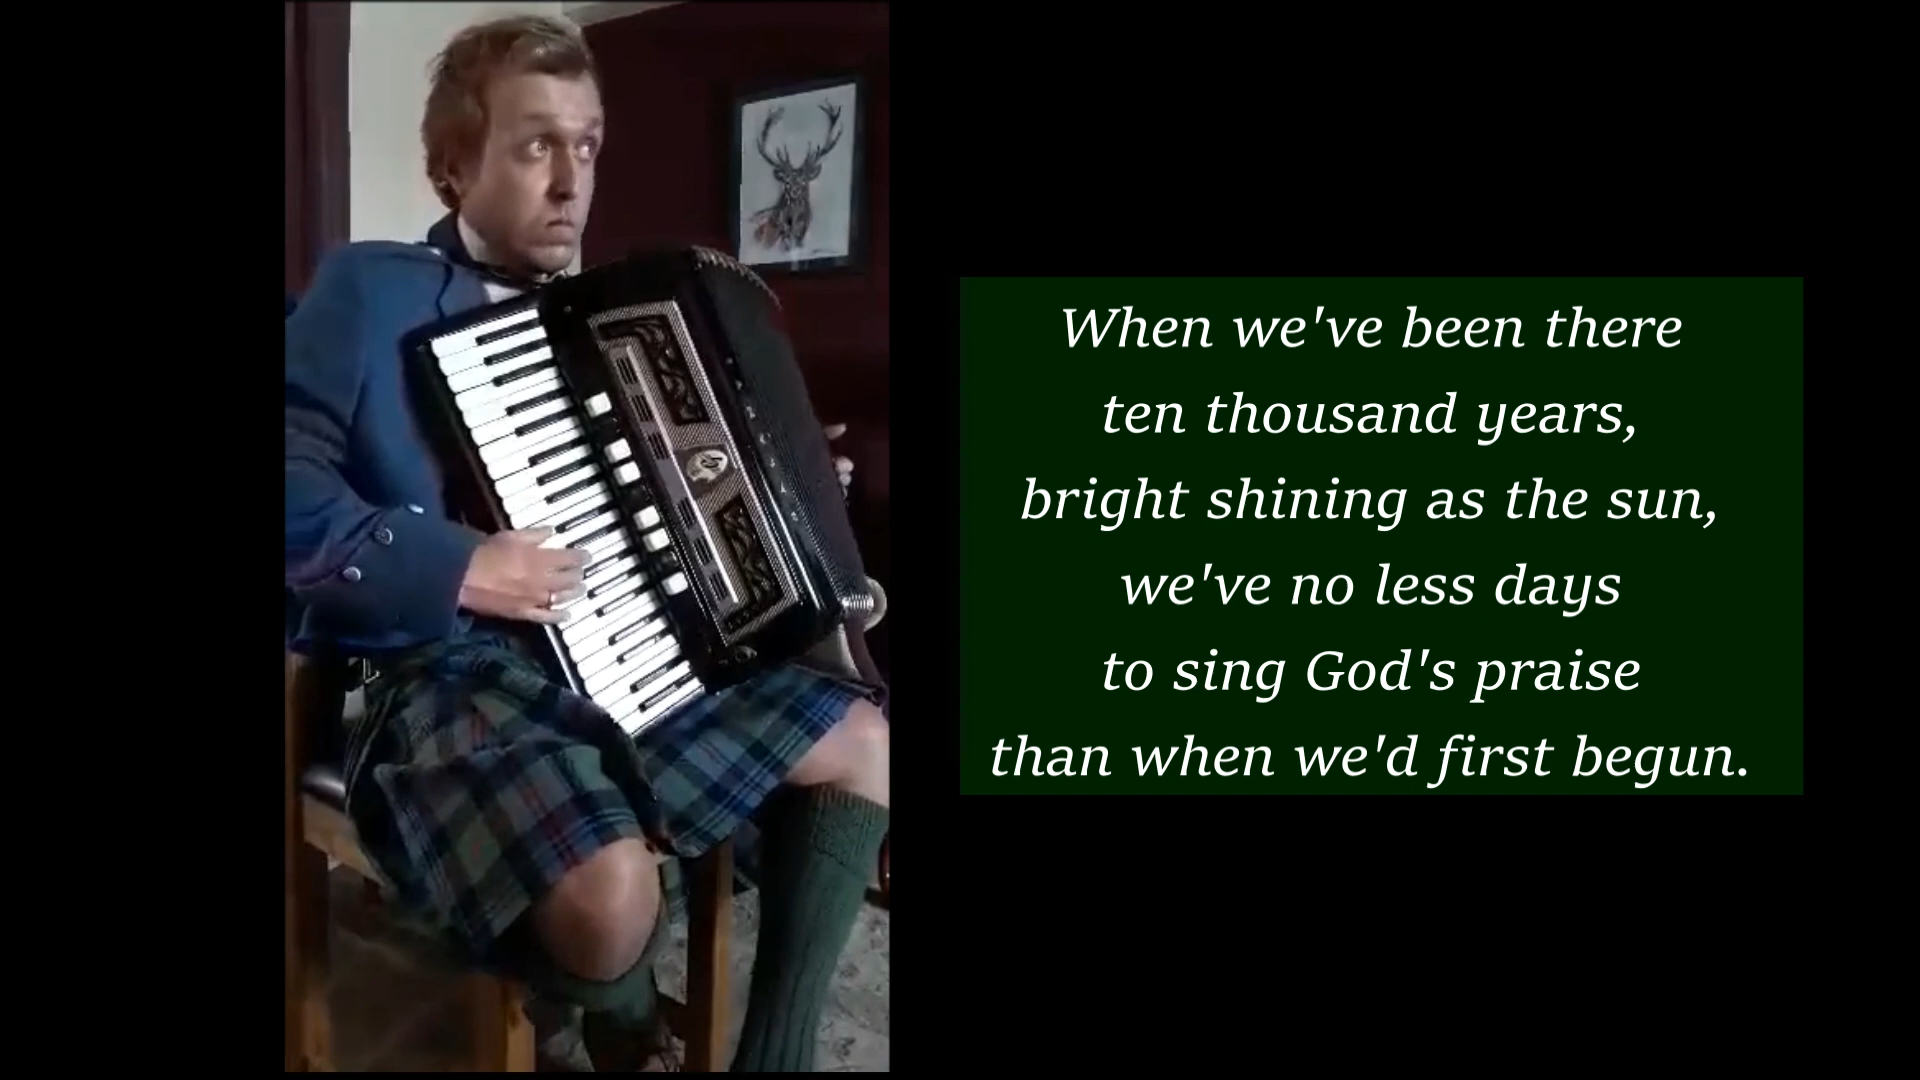 When we've been there
ten thousand years,
bright shining as the sun,
we've no less days
to sing God's praise
than when we'd first begun.